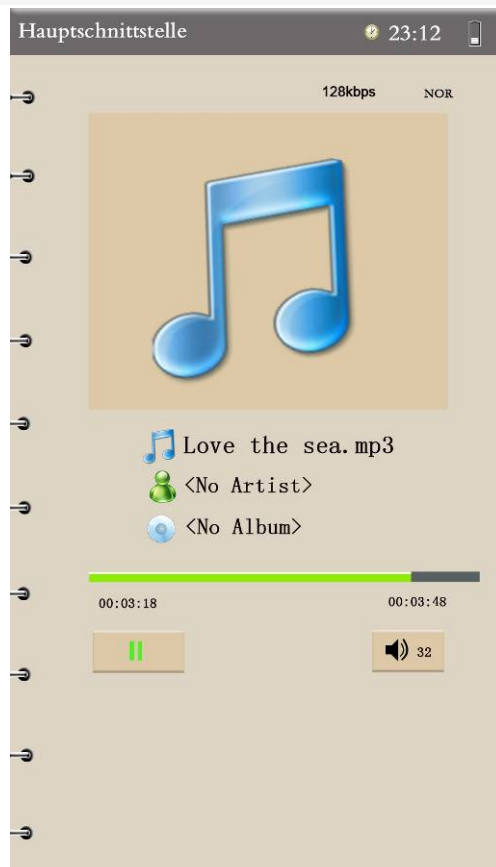 Hauptschnittstelle 23:12
128kbps NOR
Love the sea.mp3
<No Artist>
<No Album>
00:03:18 00:03:48
32